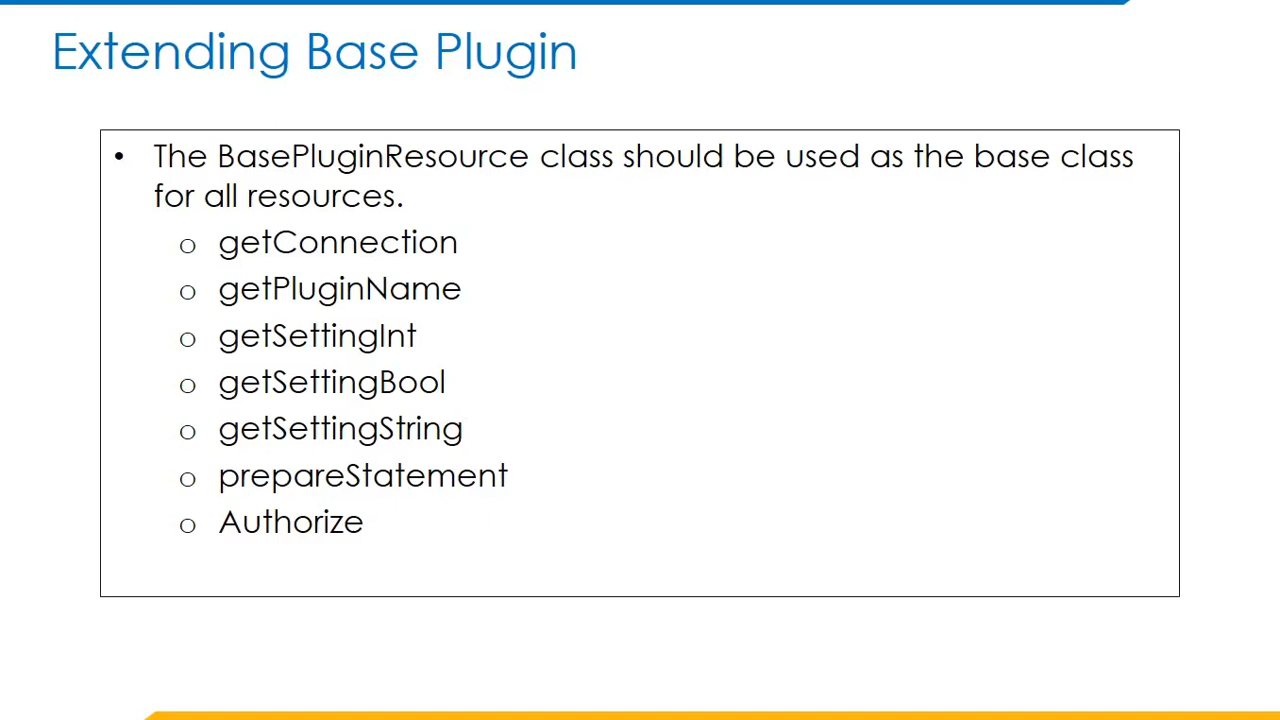 Extending Base Plugin
• The BasePluginResource class should be used as the base class
for all resources.
o getConnection
o getPluginName
o getSettingInt
o getSettingBool
o getSettingString
o prepareStatement
o Authorize